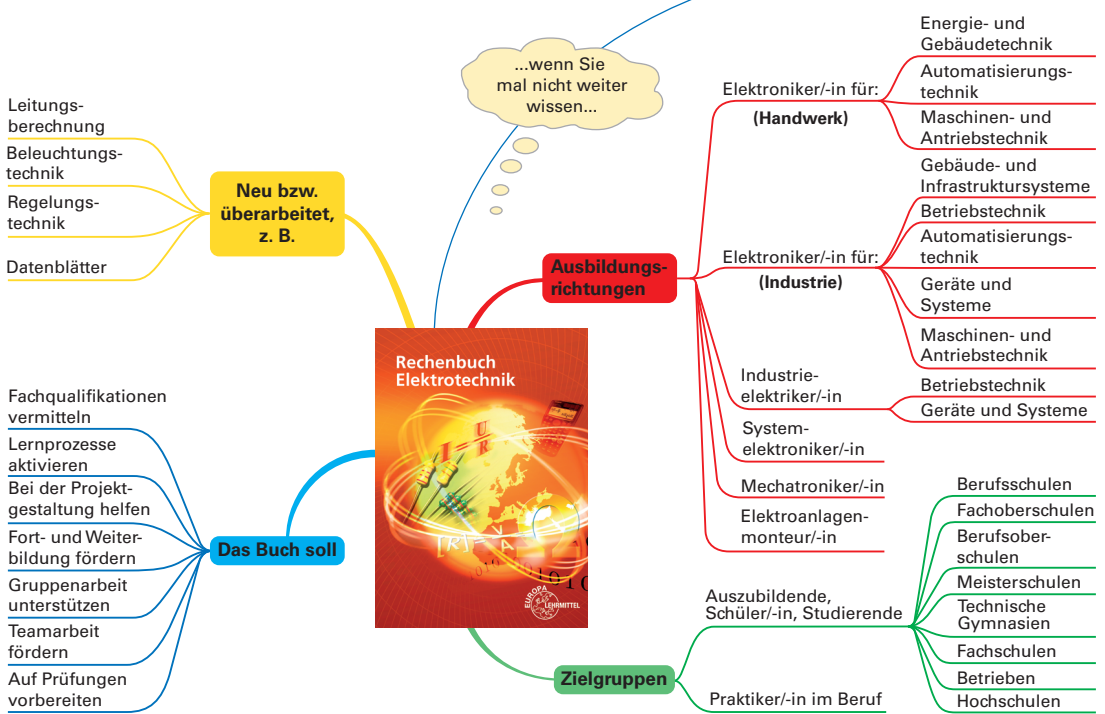 ...wenn Sie
mal nicht weiter
wissen...
Neu bzw.
überarbeitet,
z. B.
Leitungs-
berechnung
Beleuchtungs-
technik
Regelungs-
technik
Datenblätter
Ausbildungs-
richtungen
Elektroniker/-in für:
(Handwerk)
Energie- und
Gebäudetechnik
Automatisierungs-
technik
Maschinen- und
Antriebstechnik
Elektroniker/-in für:
(Industrie)
Gebäude- und
Infrastruktursysteme
Betriebstechnik
Automatisierungs-
technik
Geräte und
Systeme
Maschinen- und
Antriebstechnik
Industrie-
elektriker/-in
Betriebstechnik
Geräte und Systeme
System-
elektroniker/-in
Mechatroniker/-in
Elektroanlagen-
monteur/-in
Rechenbuch
Elektrotechnik
I = U
R
[R] = V
A
EUROPA
LEHRMITTEL
Das Buch soll
Fachqualifikationen
vermitteln
Lernprozesse
aktivieren
Bei der Projekt-
gestaltung helfen
Fort- und Weiter-
bildung fördern
Gruppenarbeit
unterstützen
Teamarbeit
fördern
Auf Prüfungen
vorbereiten
Zielgruppen
Auszubildende,
Schüler/-in, Studierende
Berufsschulen
Fachoberschulen
Berufsober-
schulen
Meisterschulen
Technische
Gymnasien
Fachschulen
Betrieben
Hochschulen
Praktiker/-in im Beruf